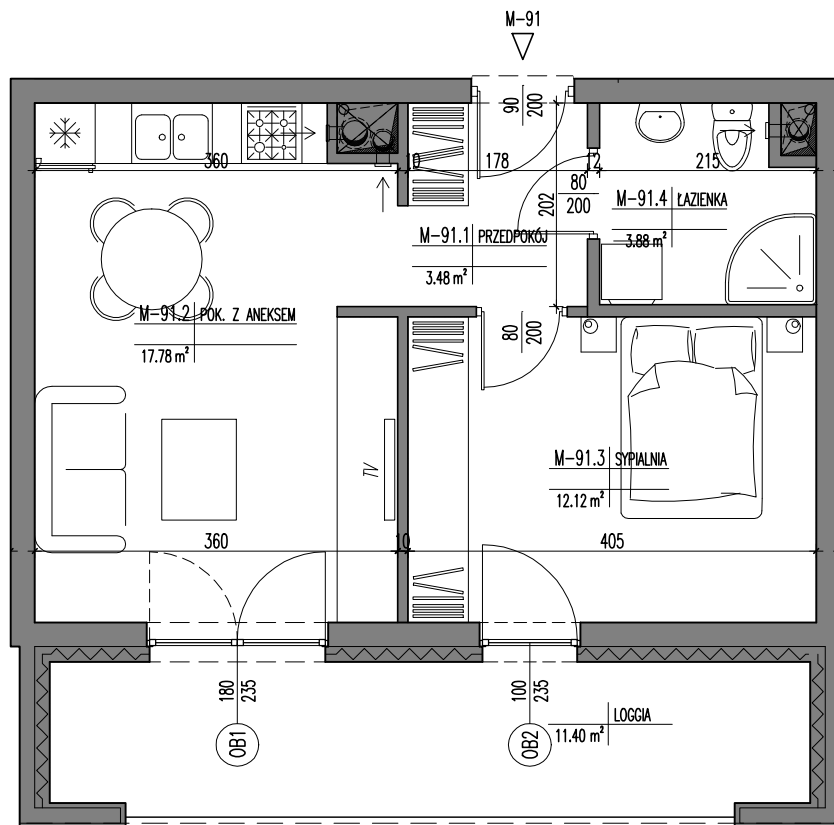 M-91
90
200
360
10
178
12
215
80
200
202
M-91.4 ŁAZIENKA
3.88 m²
M-91.1 PRZEDPOKÓJ
3.48 m²
M-91.2 POK. Z ANEKSEM
17.78 m²
80
200
TV
M-91.3 SYPIALNIA
12.12 m²
360
10
405
180
235
100
235
LOGGIA
11.40 m²
OB1
OB2